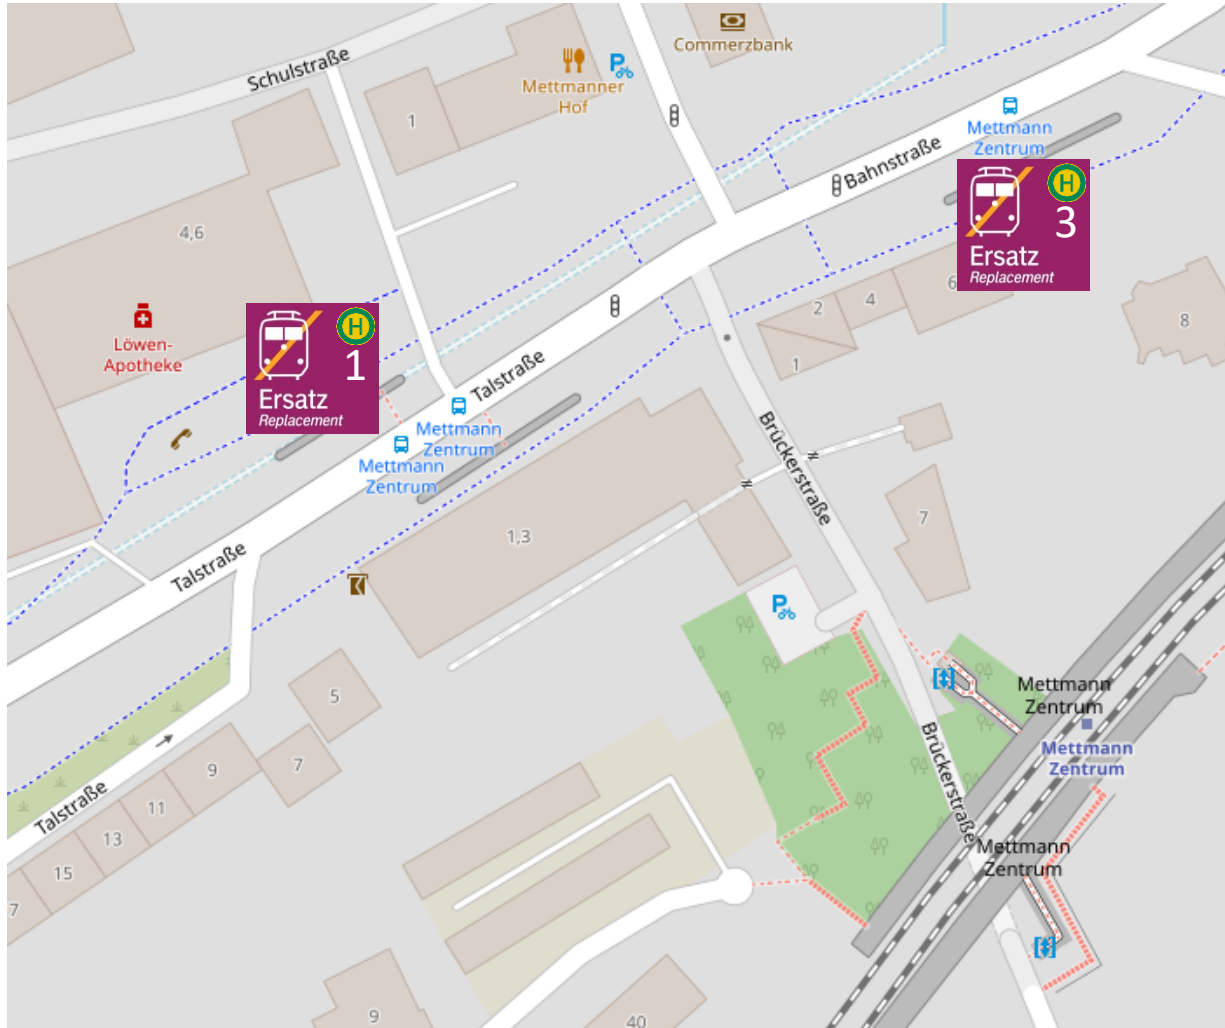 Commerzbank
Schulstraße
Mettmanner
Hof
1
Mettmann
Zentrum
Bahnstraße
H
3
Ersatz
Replacement
4,6
2
4
6
8
1
Löwen-
Apotheke
H
1
Ersatz
Replacement
Talstraße
Mettmann
Zentrum
Mettmann
Zentrum
Brückerstraße
7
1,3
Talstraße
5
7
9
11
13
15
7
Talstraße
Mettmann
Zentrum
Mettmann
Zentrum
Brückerstraße
Mettmann
Zentrum
9
40
P
P